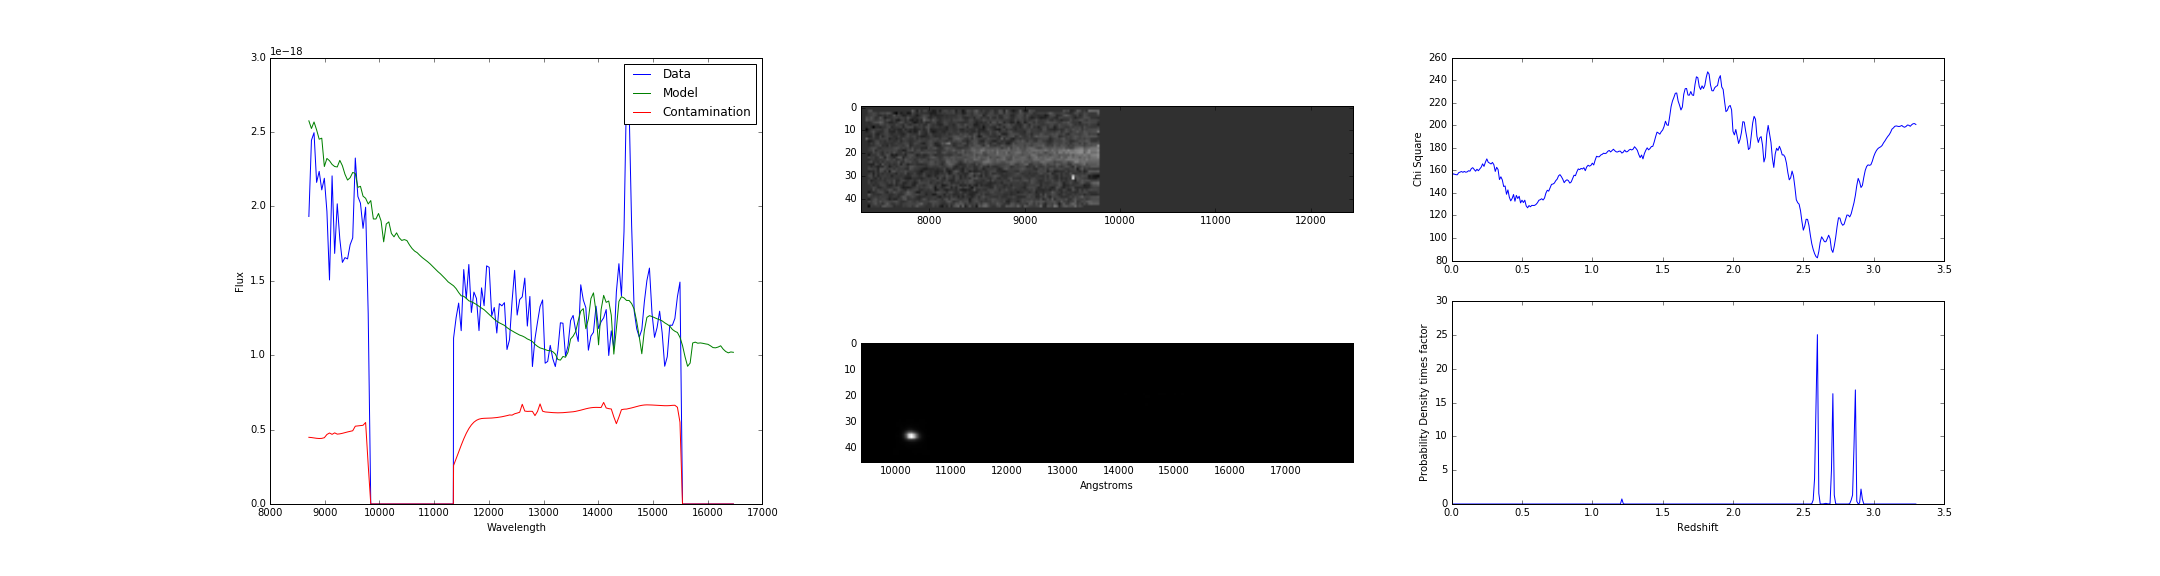 1e−18
3.0
2.5
2.0
1.5
1.0
0.5
0.0
Flux
Data
Model
Contamination
8000 9000 10000 11000 12000 13000 14000 15000 16000 17000
Wavelength
0
10
20
30
40
8000 9000 10000 11000 12000
0
10
20
30
40
10000 11000 12000 13000 14000 15000 16000 17000
Angstroms
260
240
220
200
180
160
140
120
100
80
Chi Square
0.0 0.5 1.0 1.5 2.0 2.5 3.0 3.5
30
25
20
15
10
5
0
Probability Density times factor
0.0 0.5 1.0 1.5 2.0 2.5 3.0 3.5
Redshift